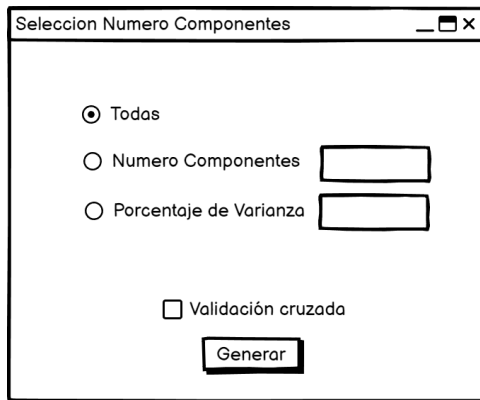 Seleccion Numero Componentes
Todas
Numero Componentes
Porcentaje de Varianza
Validación cruzada
Generar